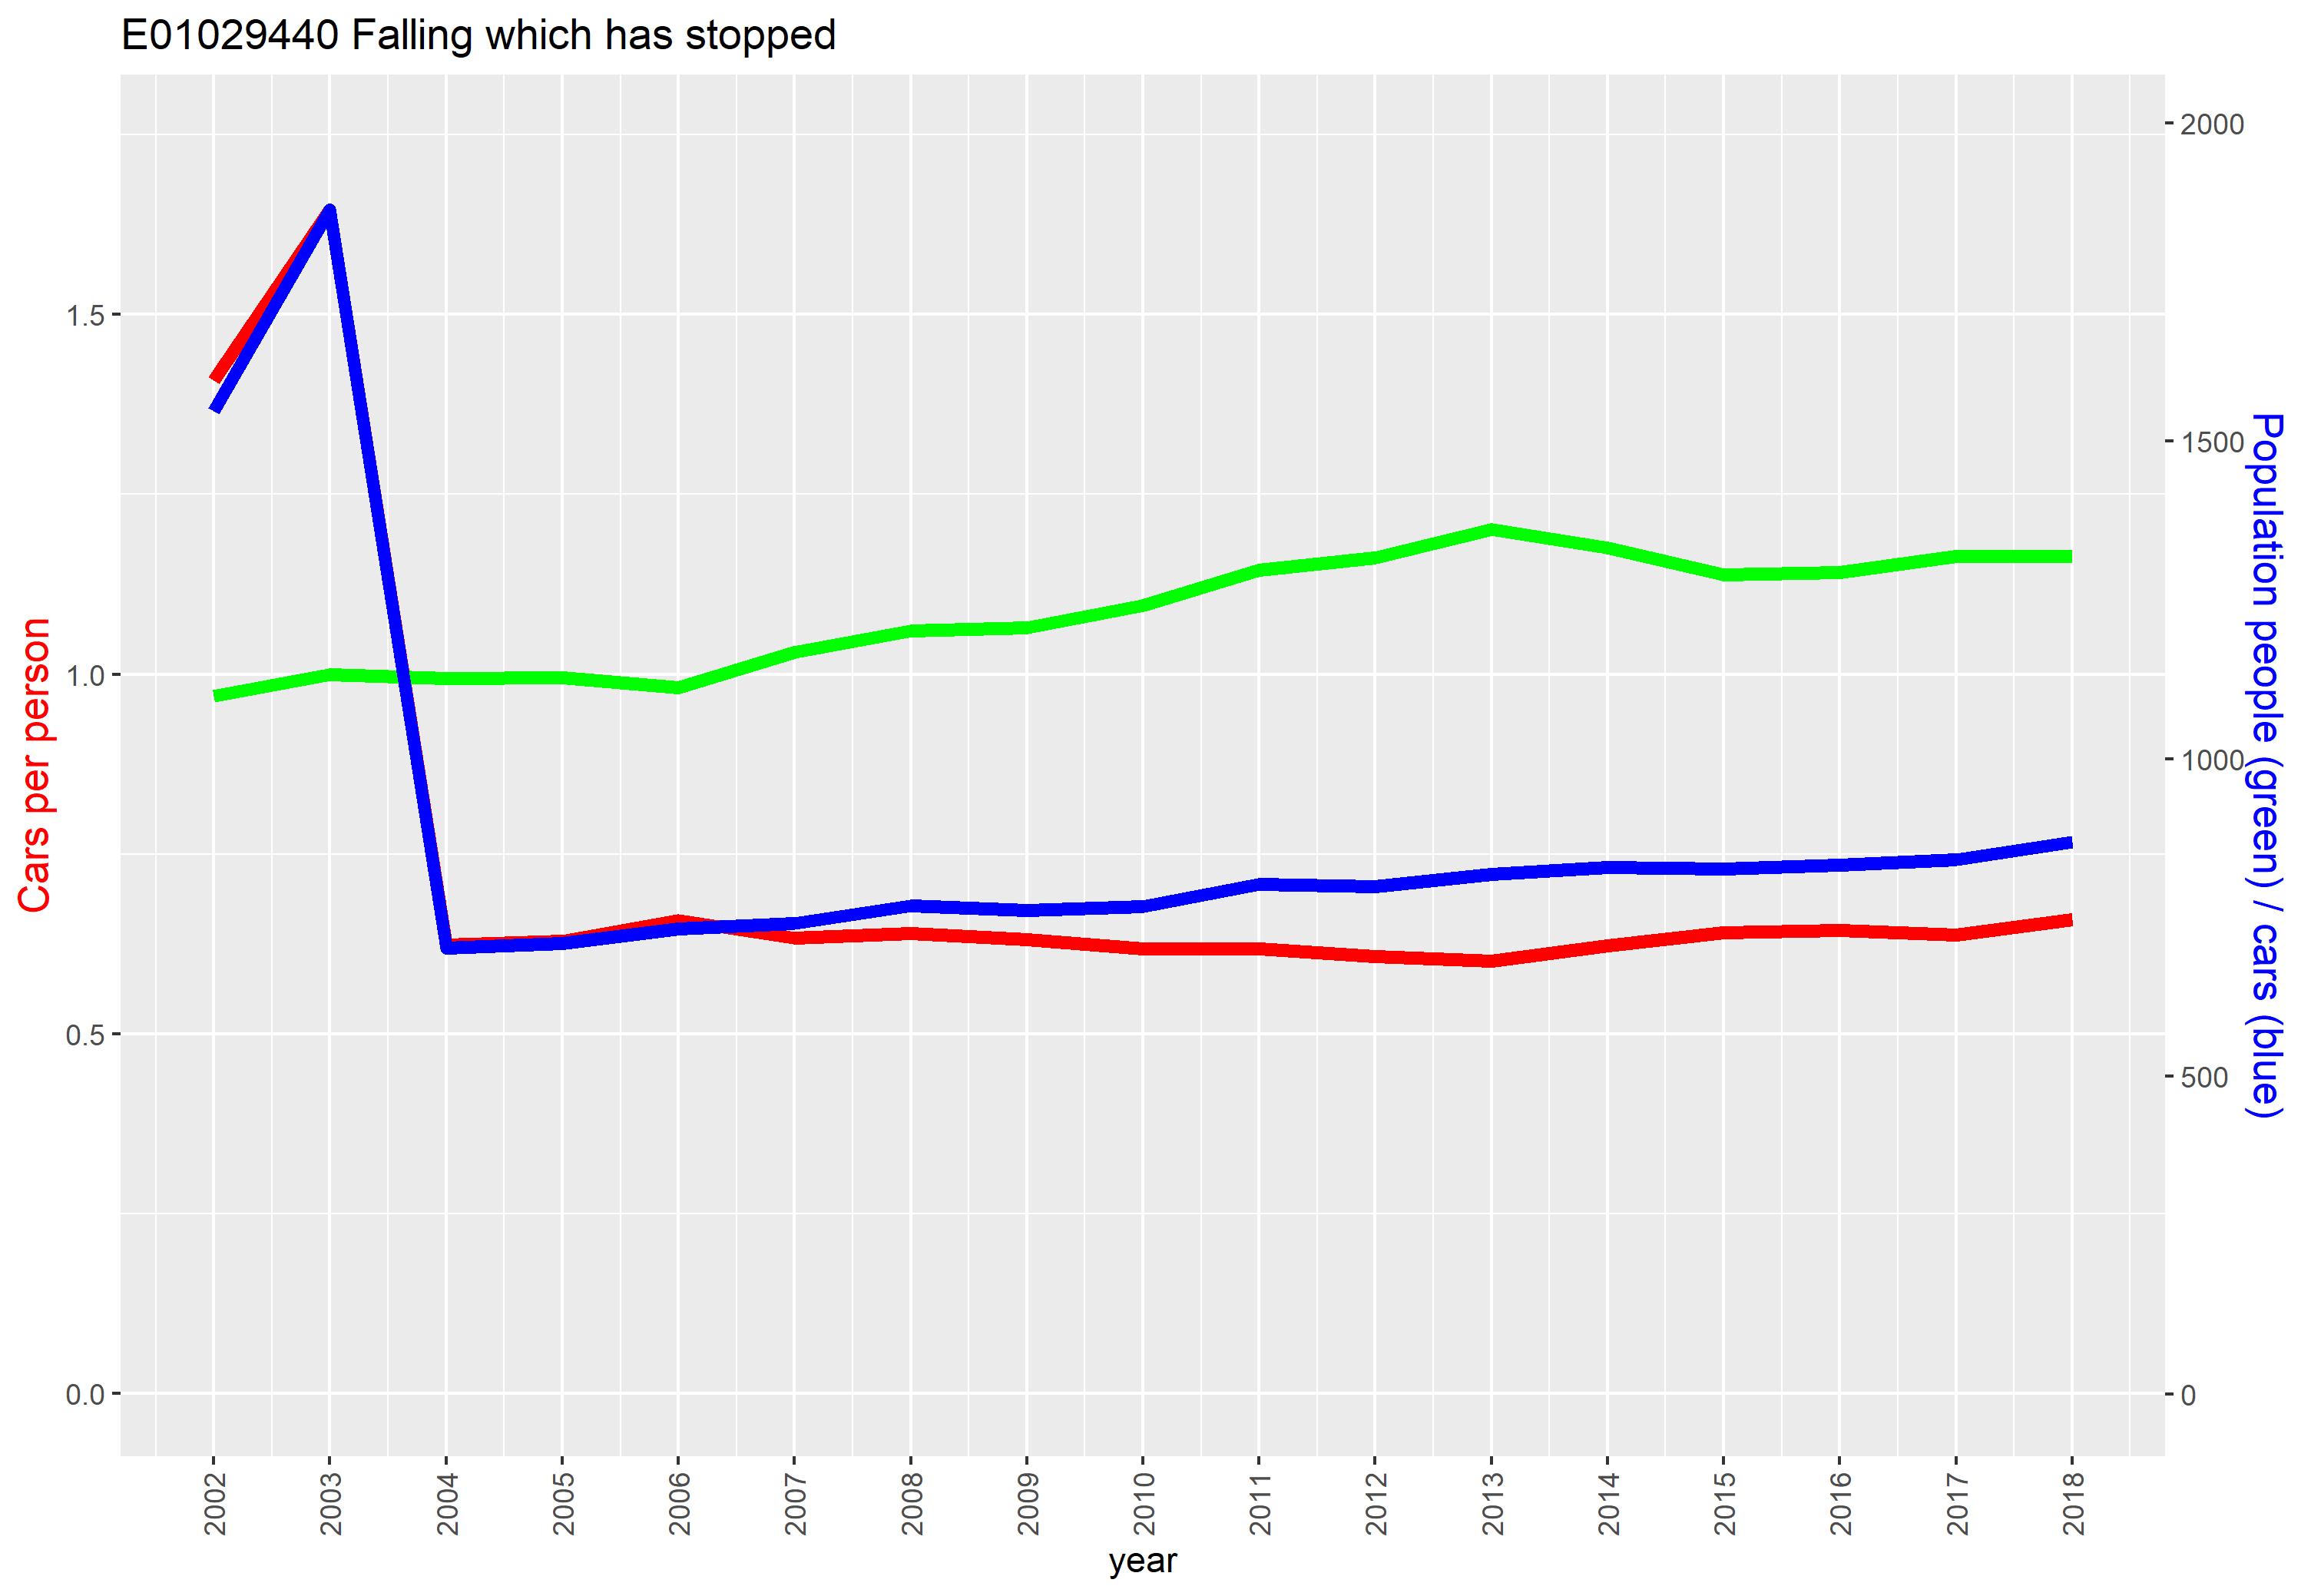 E01029440 Falling which has stopped
Cars per person
1.5
1.0
0.5
0.0
2000
1500
1000
500
0
Population people (green) / cars (blue)
2002 2003 2004 2005 2006 2007 2008 2009 2010 2011 2012 2013 2014 2015 2016 2017 2018
year